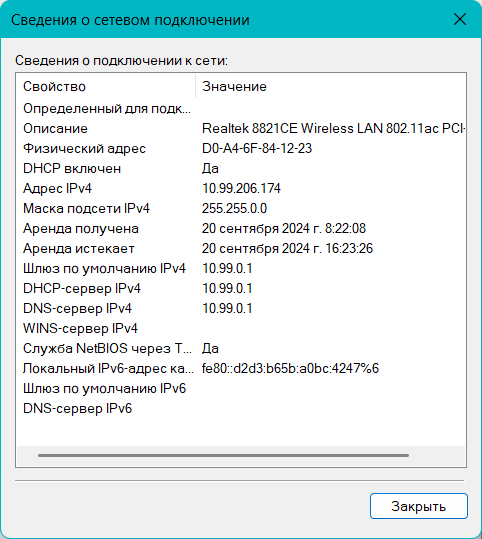 Сведения о сетевом подключении
Сведения о подключении к сети:
Свойство Значение
Определенный для подк...
Описание Realtek 8821CE Wireless LAN 802.11ac PCI-
Физический адрес D0-A4-6F-84-12-23
DHCP включен Да
Адрес IPv4 10.99.206.174
Маска подсети IPv4 255.255.0.0
Аренда получена 20 сентября 2024 г. 8:22:08
Аренда истекает 20 сентября 2024 г. 16:23:26
Шлюз по умолчанию IPv4 10.99.0.1
DHCP-сервер IPv4 10.99.0.1
DNS-сервер IPv4 10.99.0.1
WINS-сервер IPv4
Служба NetBIOS через T... Да
Локальный IPv6-адрес ка... fe80::d2d3:b65b:a0bc:4247%6
Шлюз по умолчанию IPv6
DNS-сервер IPv6
Закрыть